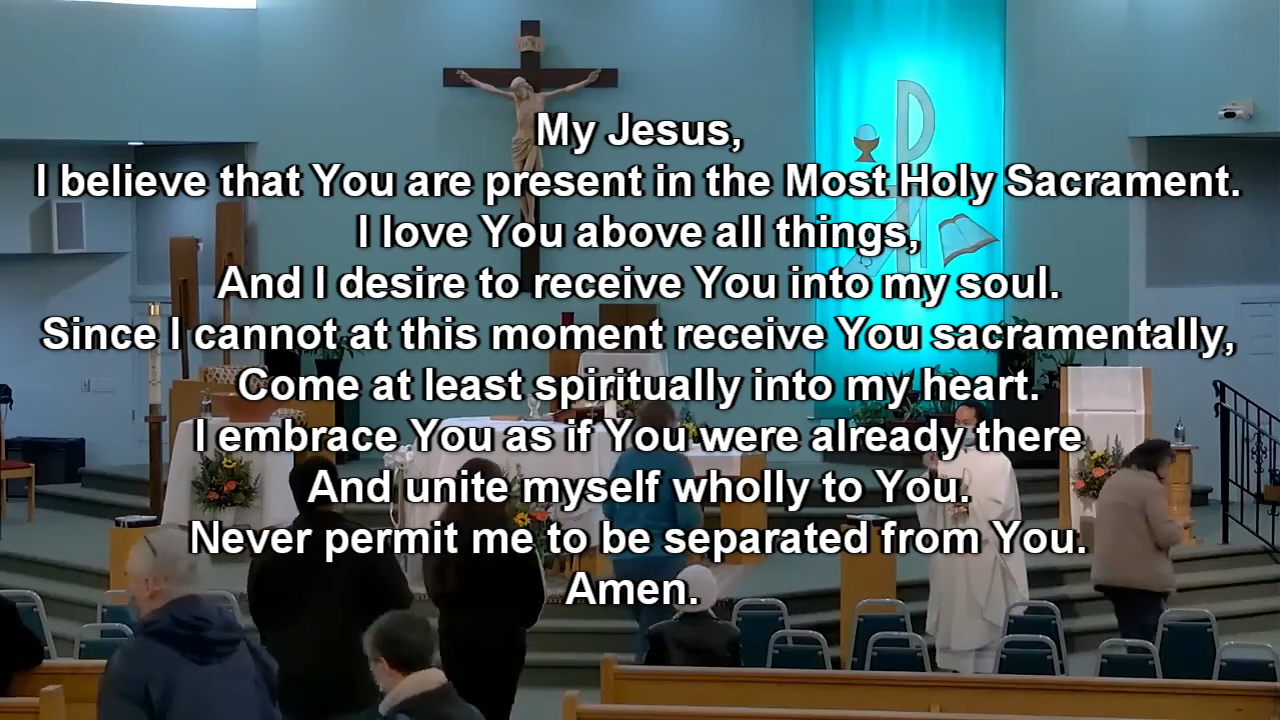 My Jesus,
I believe that You are present in the Most Holy Sacrament.
I love You above all things,
And I desire to receive You into my soul.
Since I cannot at this moment receive You sacramentally,
Come at least spiritually into my heart.
I embrace You as if You were already there
And unite myself wholly to You.
Never permit me to be separated from You.
Amen.